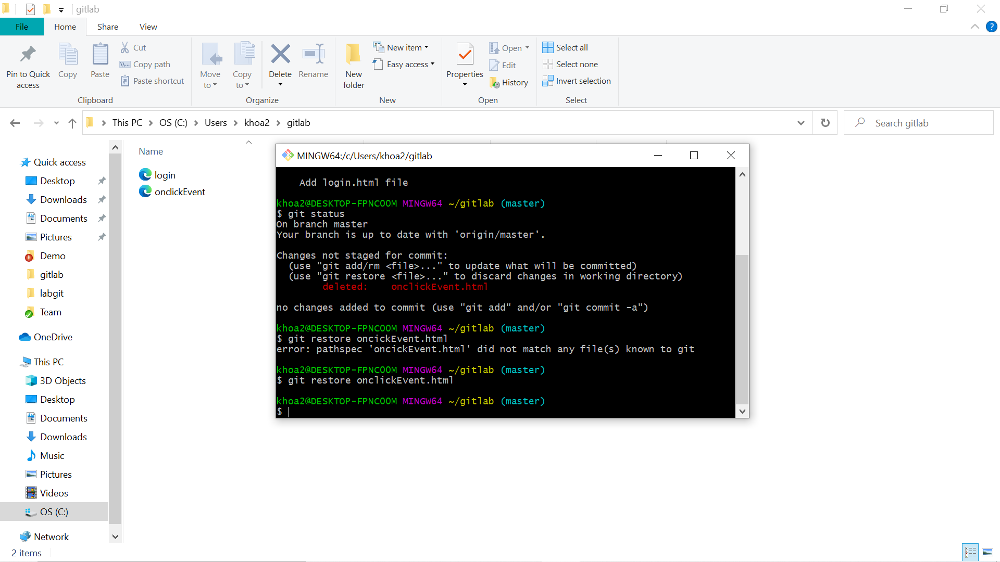 gitlab
File Home Share View
Pin to Quick access
Copy
Paste
Cut
Copy path
Paste shortcut
Clipboard
Move to
Copy to
Delete
Rename
Organize
New folder
New item
Easy access
New
Properties
Open
Edit
History
Open
Select all
Select none
Invert selection
Select
This PC > OS (C:) > Users > khoa2 > gitlab
Search gitlab
Quick access
Desktop
Downloads
Documents
Pictures
Demo
gitlab
labgit
Team
OneDrive
This PC
3D Objects
Desktop
Documents
Downloads
Music
Pictures
Videos
OS (C:)
Network
2 items
Name
login
onclickEvent
MINGW64:/c/Users/khoa2/gitlab
Add login.html file
khoa2@DESKTOP-FPNCOOM MINGW64 ~/gitlab (master)
$ git status
On branch master
Your branch is up to date with 'origin/master'.
Changes not staged for commit:
(use "git add/rm <file>..." to update what will be committed)
(use "git restore <file>..." to discard changes in working directory)
deleted: onclickEvent.html
no changes added to commit (use "git add" and/or "git commit -a")
khoa2@DESKTOP-FPNCOOM MINGW64 ~/gitlab (master)
$ git restore oncickEvent.html
error: pathspec 'oncickEvent.html' did not match any file(s) known to git
khoa2@DESKTOP-FPNCOOM MINGW64 ~/gitlab (master)
$ git restore onclickEvent.html
khoa2@DESKTOP-FPNCOOM MINGW64 ~/gitlab (master)
$